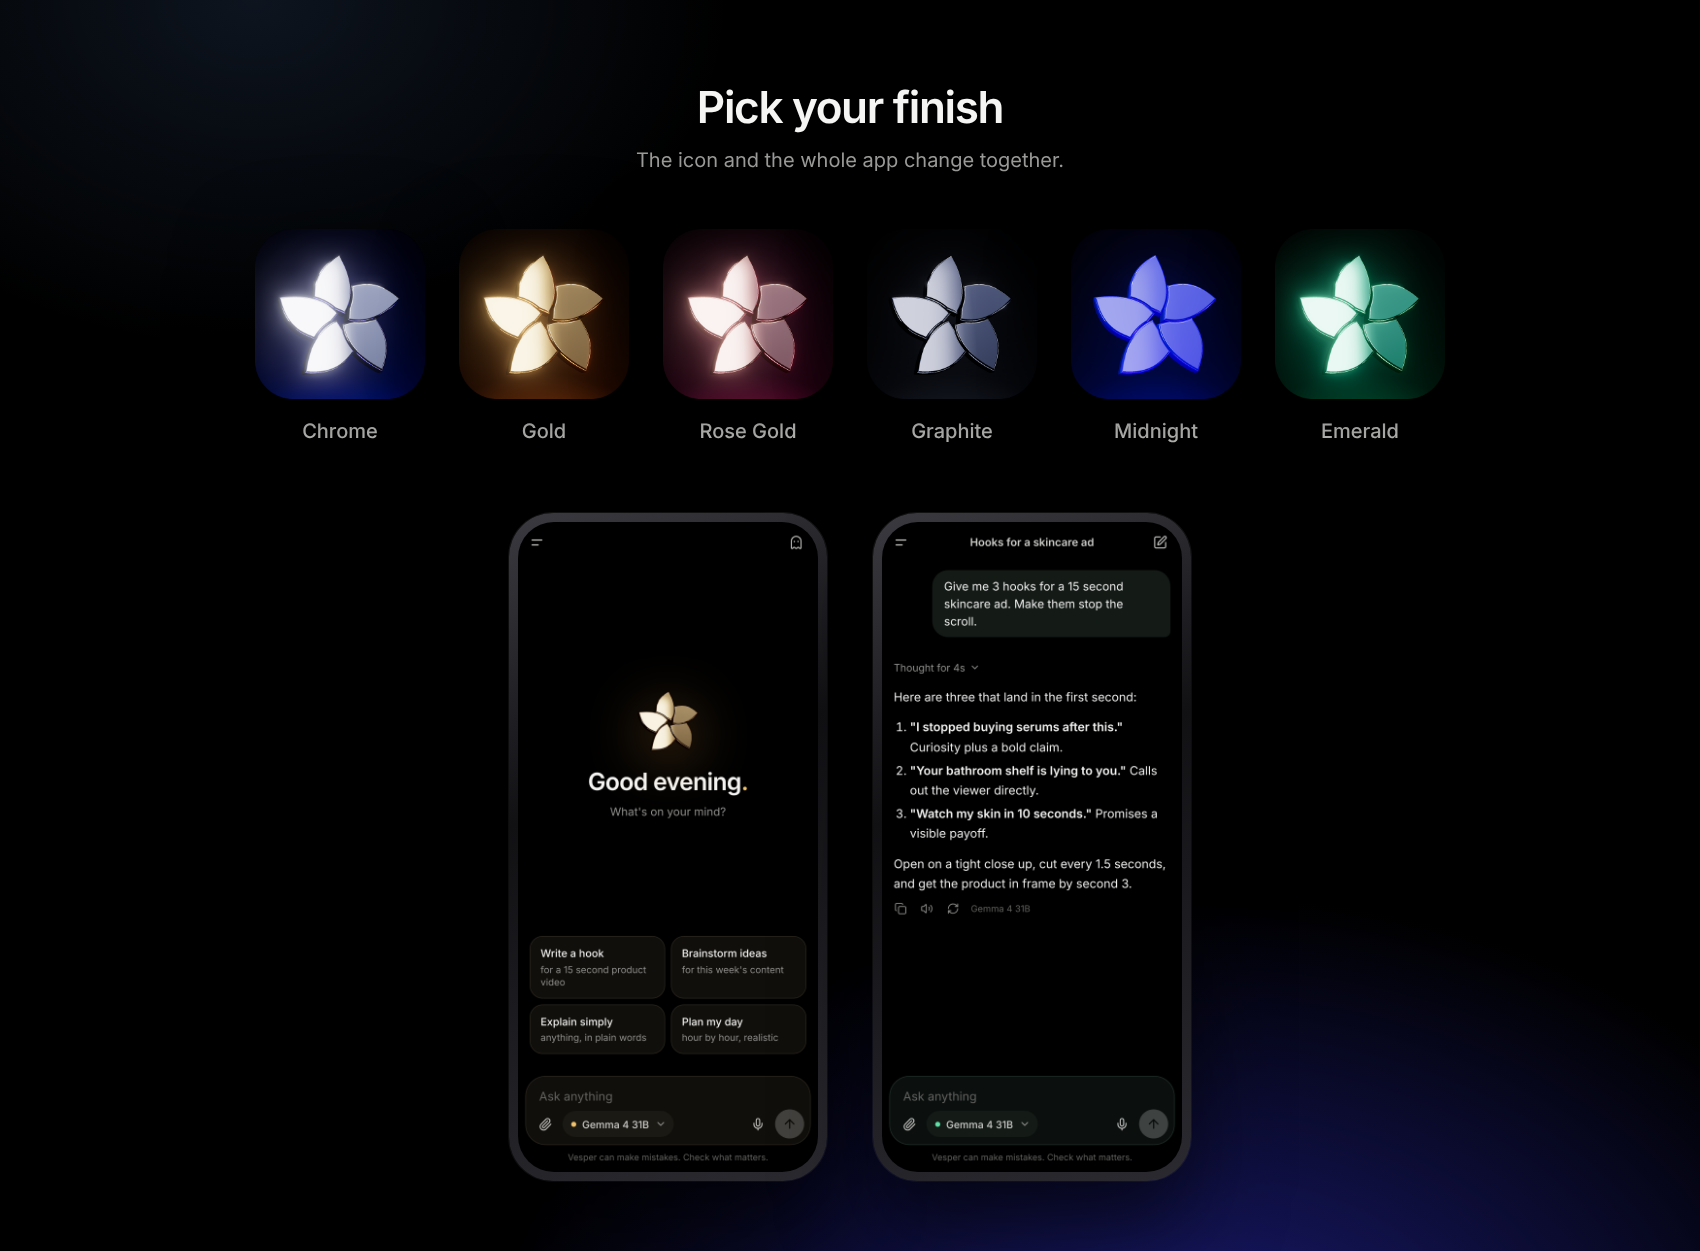 Pick your finish
The icon and the whole app change together.
Chrome
Gold
Rose Gold
Graphite
Midnight
Emerald
Good evening.
What's on your mind?
Write a hook
for a 15 second product
video
Brainstorm ideas
for this week's content
Explain simply
anything, in plain words
Plan my day
hour by hour, realistic
Ask anything
Gemma 4 31B
Vesper can make mistakes. Check what matters.
Hooks for a skincare ad
Give me 3 hooks for a 15 second
skincare ad. Make them stop the
scroll.
Thought for 4s
Here are three that land in the first second:
1. "I stopped buying serums after this."
Curiosity plus a bold claim.
2. "Your bathroom shelf is lying to you." Calls
out the viewer directly.
3. "Watch my skin in 10 seconds." Promises a
visible payoff.
Open on a tight close up, cut every 1.5 seconds,
and get the product in frame by second 3.
Gemma 4 31B
Ask anything
Gemma 4 31B
Vesper can make mistakes. Check what matters.